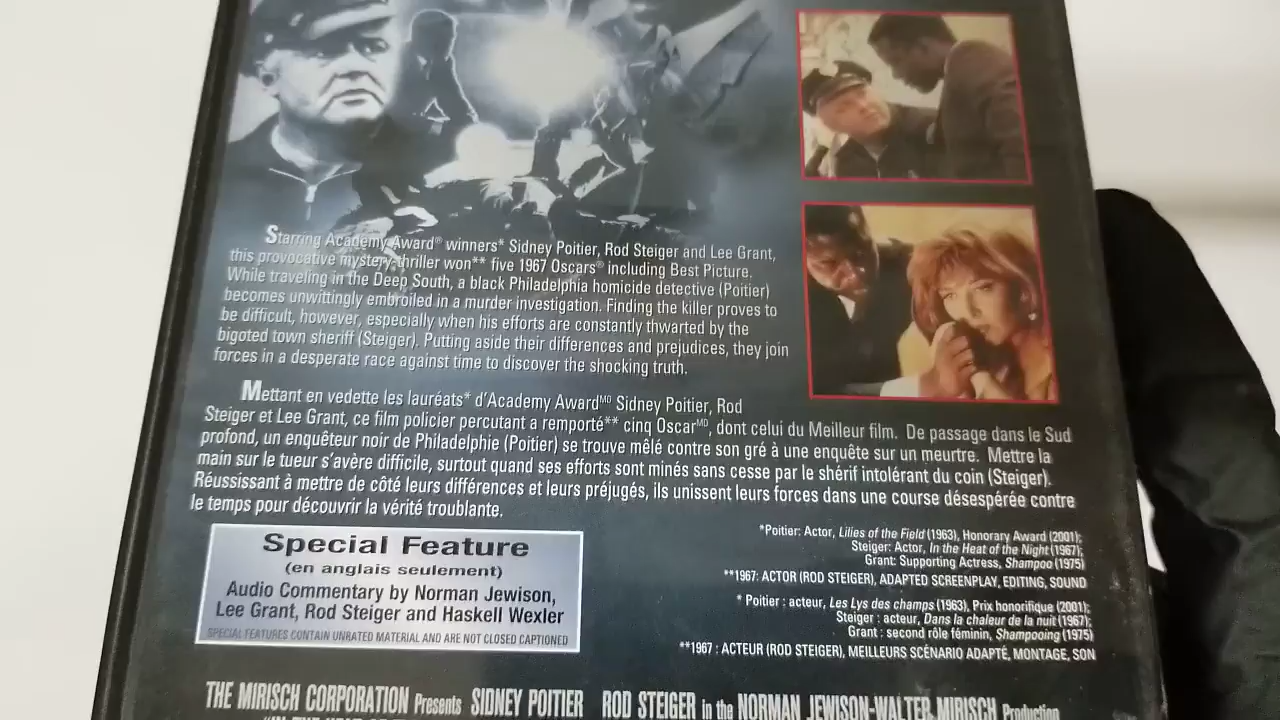 Starring Academy Award® winners* Sidney Poitier, Rod Steiger and Lee Grant,
this provocative mystery-thriller won** five 1967 Oscars® including Best Picture.
While traveling in the Deep South, a black Philadelphia homicide detective (Poitier)
becomes unwittingly embroiled in a murder investigation. Finding the killer proves to
be difficult, however, especially when his efforts are constantly thwarted by the
bigoted town sheriff (Steiger). Putting aside their differences and prejudices, they join
forces in a desperate race against time to discover the shocking truth.
Mettant en vedette les lauréats* d'Academy Award MD Sidney Poitier, Rod
Steiger et Lee Grant, ce film policier percutant a remporté** cinq Oscar MD, dont celui du Meilleur film. De passage dans le Sud
profond, un enquêteur noir de Philadelphie (Poitier) se trouve mêlé contre son gré à une enquête sur un meurtre. Mettre la
main sur le tueur s'avère difficile, surtout quand ses efforts sont minés sans cesse par le shérif intolérant du coin (Steiger).
Réussissant à mettre de côté leurs différences et leurs préjugés, ils unissent leurs forces dans une course désespérée contre
le temps pour découvrir la vérité troublante.
Special Feature
(en anglais seulement)
Audio Commentary by Norman Jewison,
Lee Grant, Rod Steiger and Haskell Wexler
SPECIAL FEATURES CONTAIN UNRATED MATERIAL AND ARE NOT CLOSED CAPTIONED
*Poitier: Actor, Lilies of the Field (1963), Honorary Award (2001);
Steiger: Actor, In the Heat of the Night (1967);
Grant: Supporting Actress, Shampoo (1975)
**1967: ACTOR (ROD STEIGER), ADAPTED SCREENPLAY, EDITING, SOUND
* Poitier : acteur, Les Lys des champs (1963), Prix honorifique (2001);
Steiger : acteur, Dans la chaleur de la nuit (1967);
Grant : second rôle féminin, Shampooing (1975)
**1967 : ACTEUR (ROD STEIGER), MEILLEURS SCÉNARIO ADAPTÉ, MONTAGE, SON
THE MIRISCH CORPORATION Presents SIDNEY POITIER ROD STEIGER in the NORMAN JEWISON-WALTER MIRISCH Production